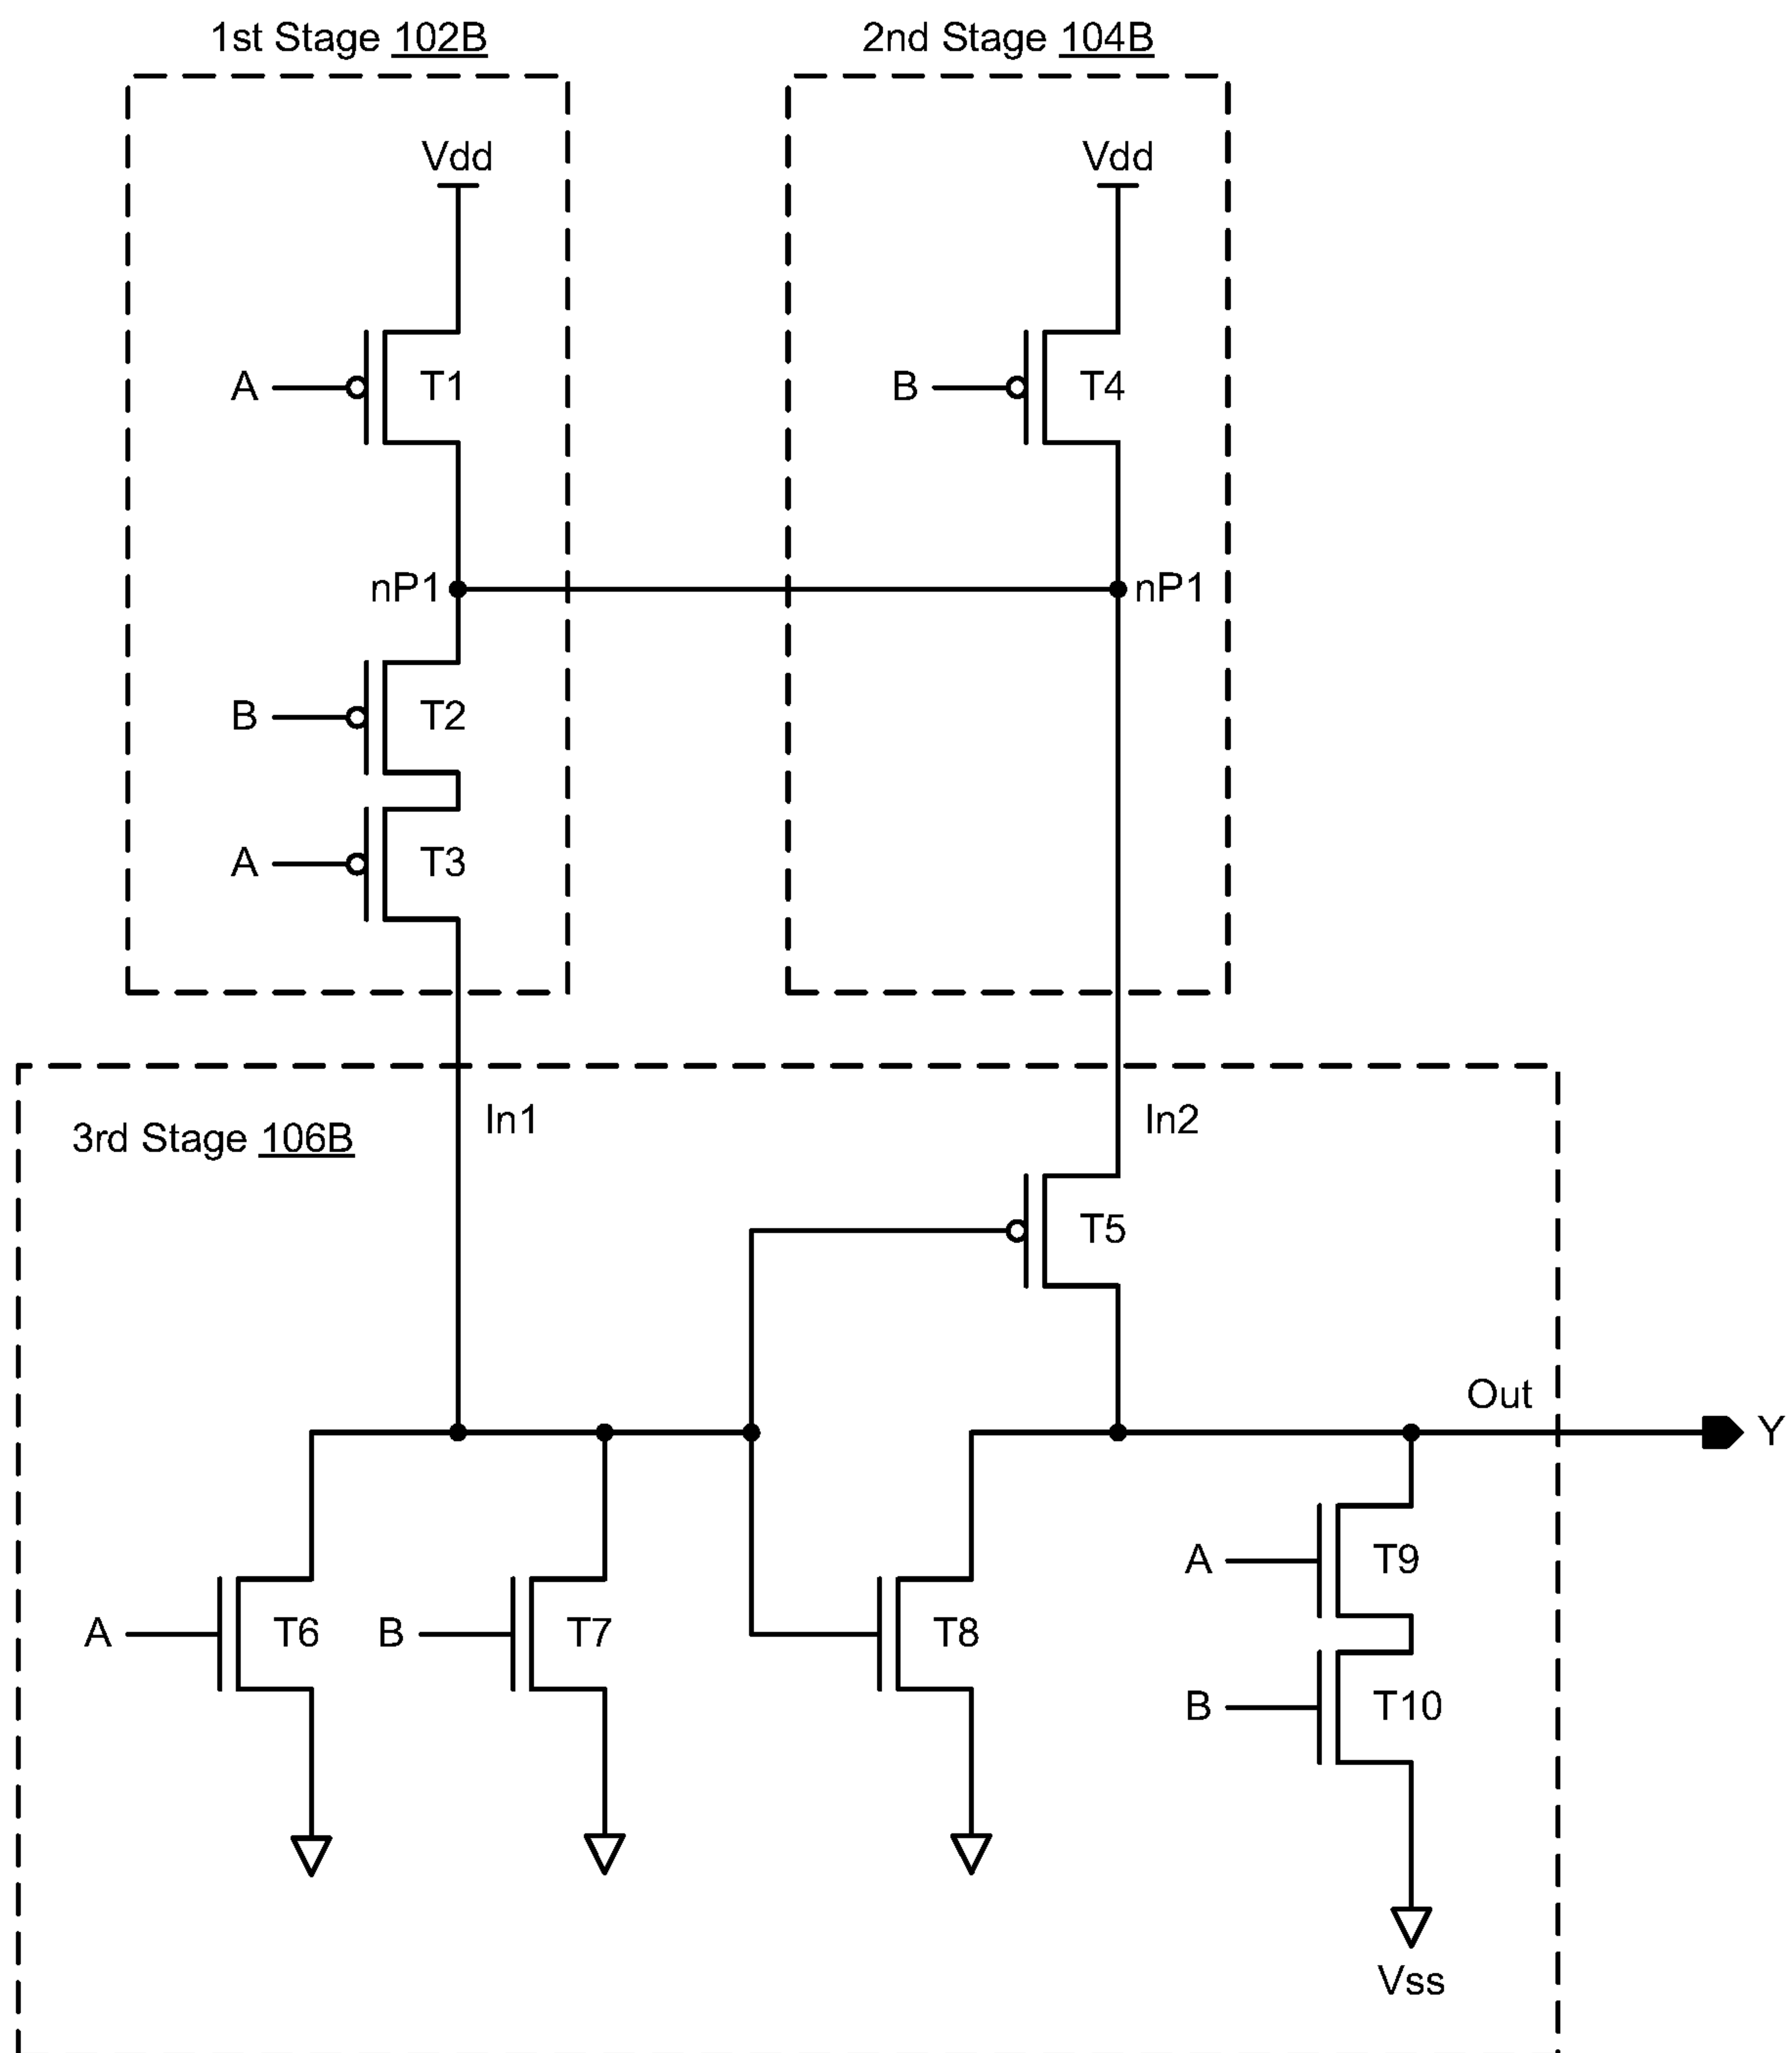 1st Stage 102B
2nd Stage 104B
Vdd
Vdd
A
T1
B
T4
nP1
nP1
B
T2
A
T3
In1
In2
3rd Stage 106B
T5
Out
Y
A
T9
A
T6
B
T7
T8
B
T10
Vss